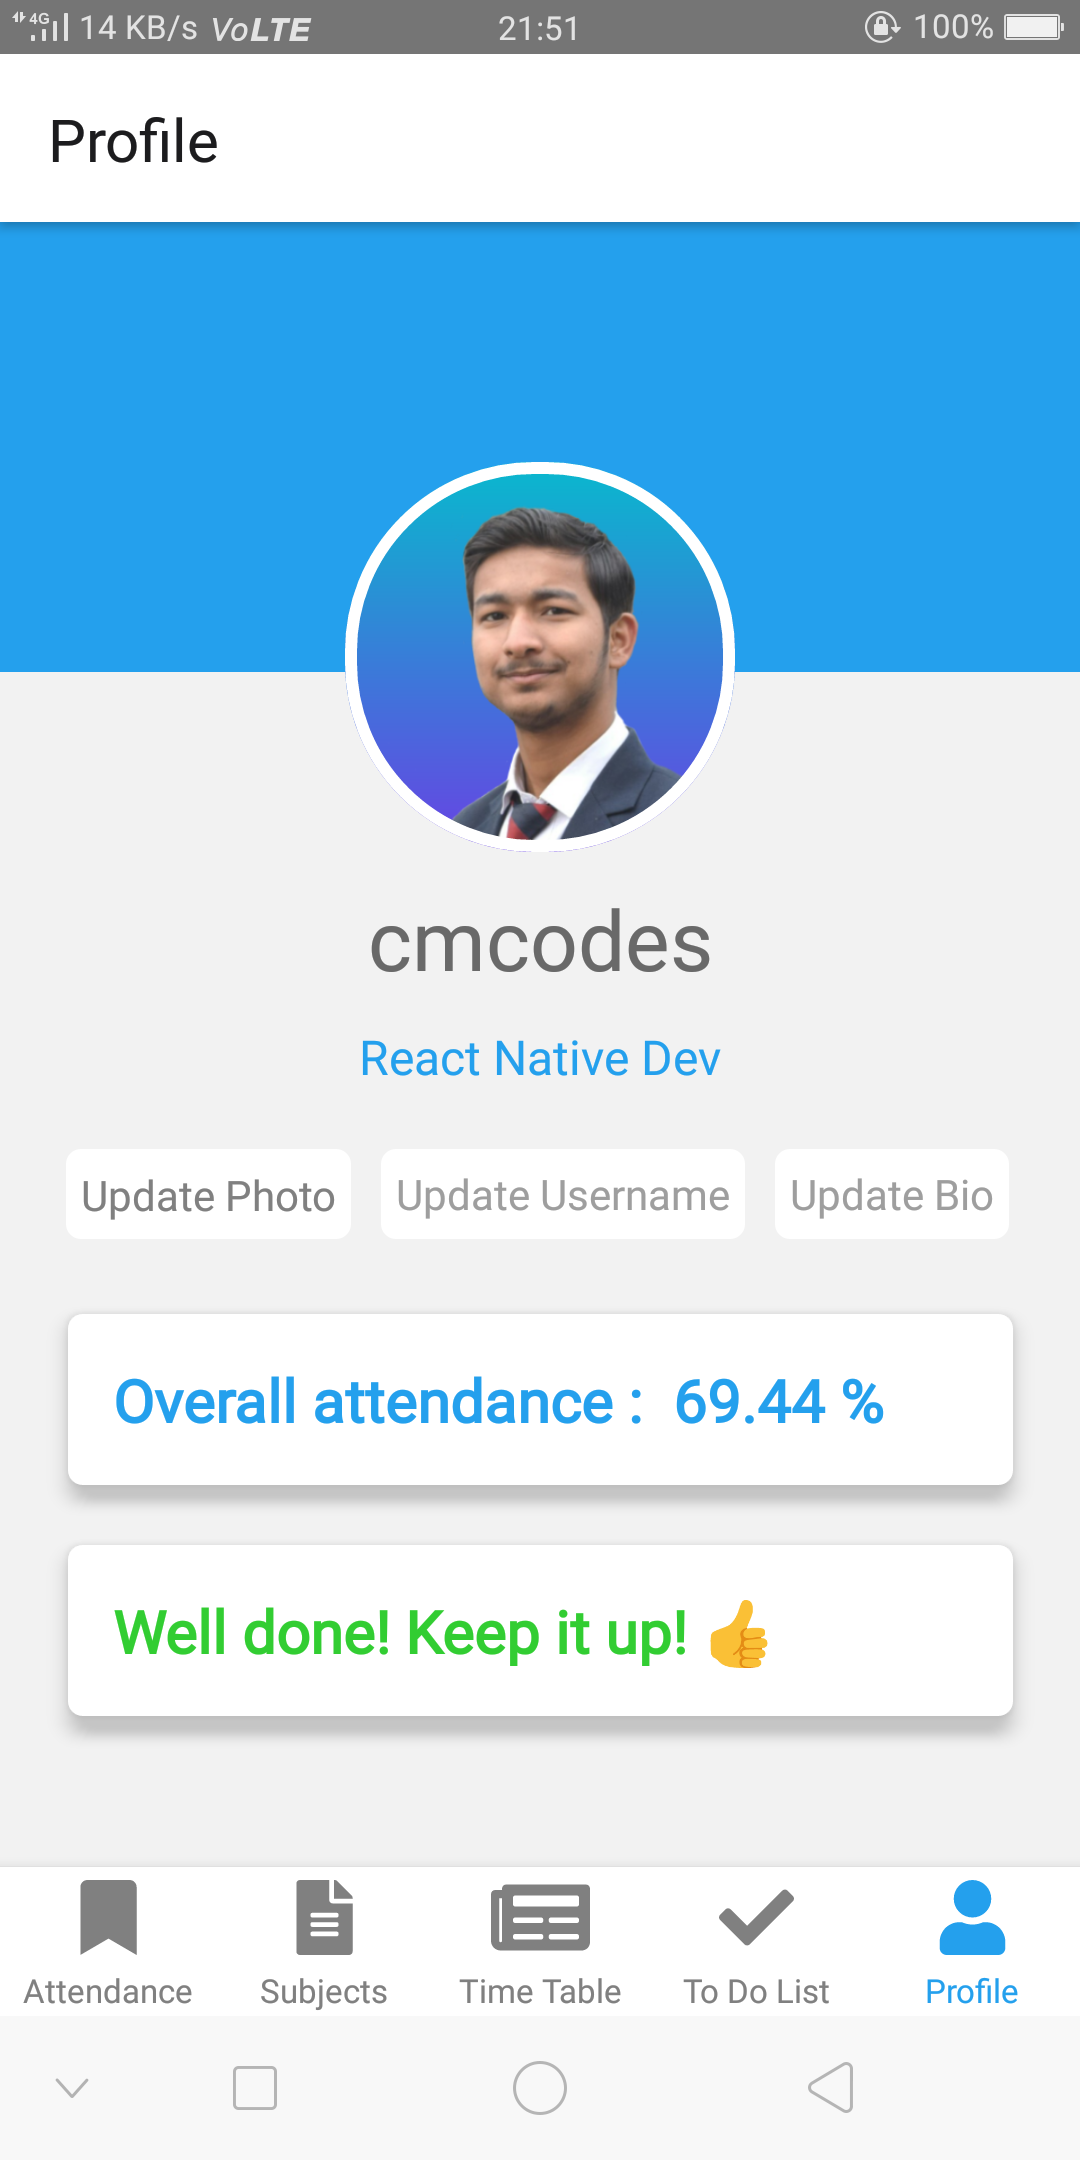 4G 14 KB/s VoLTE 21:51 100%
Profile
cmcodes
React Native Dev
Update Photo Update Username Update Bio
Overall attendance : 69.44 %
Well done! Keep it up! 👍
Attendance Subjects Time Table To Do List Profile